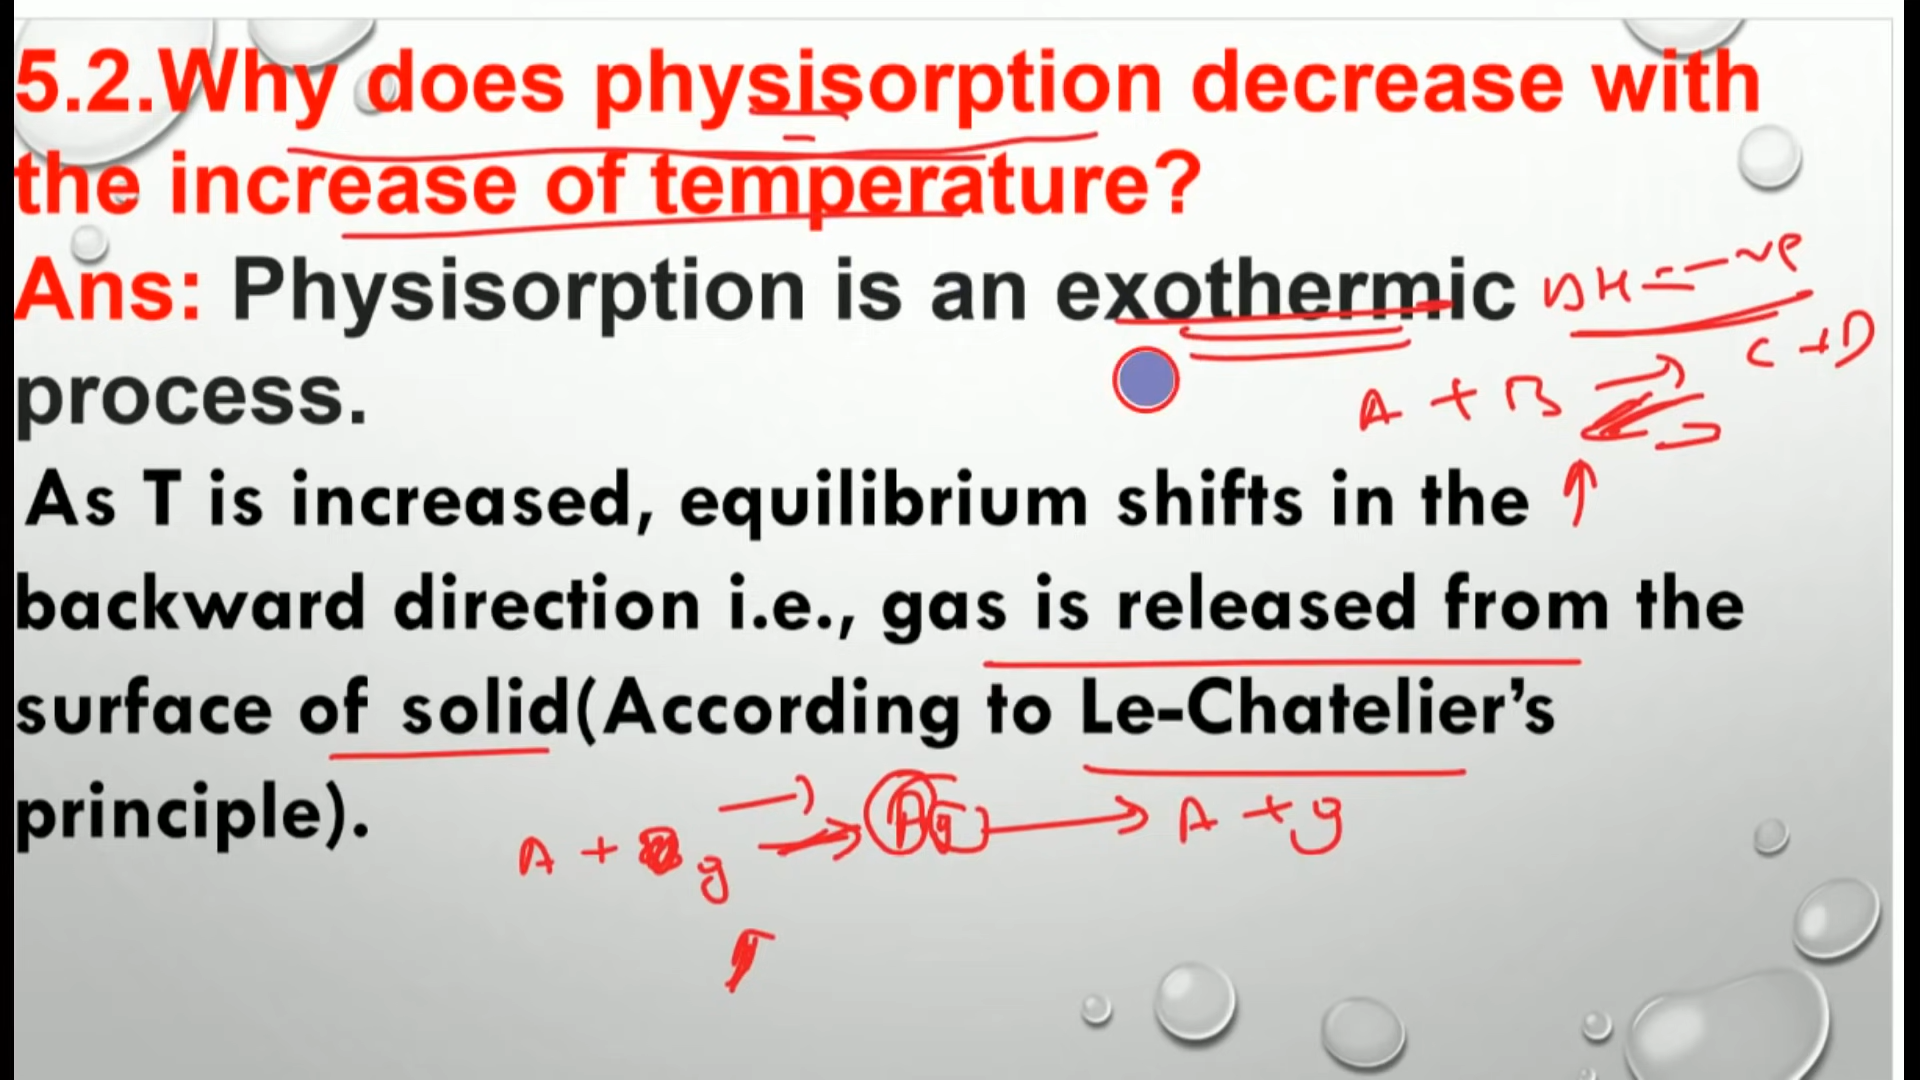 5.2.Why does physisorption decrease with
the increase of temperature?
Ans: Physisorption is an exothermic ΔH = -ve
process. A + B ⇌ C + D
As T is increased, equilibrium shifts in the ↑
backward direction i.e., gas is released from the
surface of solid(According to Le-Chatelier’s
principle).
A + g → Ag → A + g